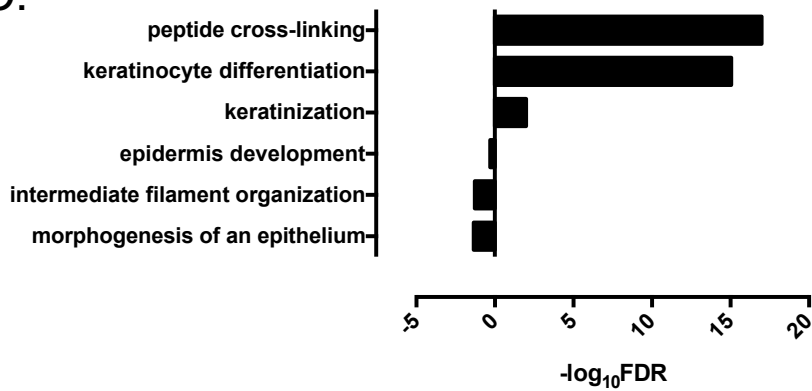 peptide cross-linking
keratinocyte differentiation
keratinization
epidermis development
intermediate filament organization
morphogenesis of an epithelium
-5 0 5 10 15 20
-log₁₀FDR